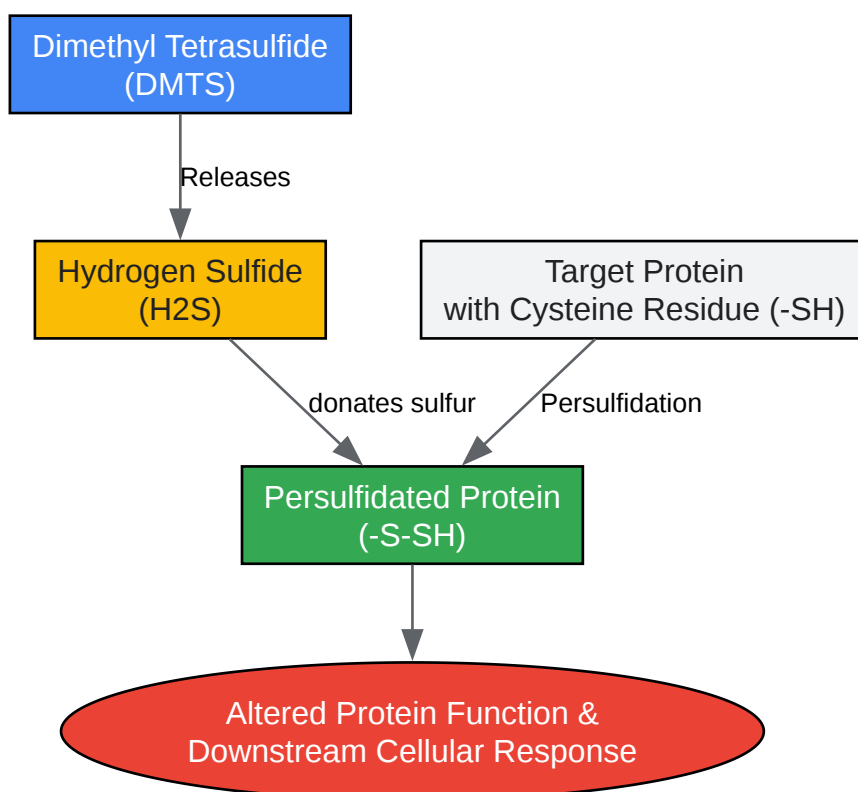 Dimethyl Tetrasulfide
(DMTS)
Releases
Hydrogen Sulfide
(H2S)
Target Protein
with Cysteine Residue (-SH)
donates sulfur
Persulfidation
Persulfidated Protein
(-S-SH)
Altered Protein Function &
Downstream Cellular Response